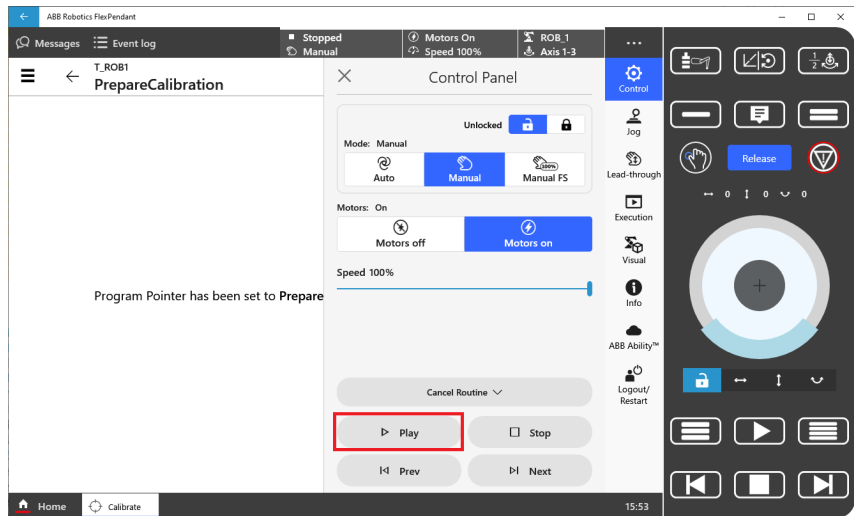 ABB Robotics FlexPendant
Messages
Event log
Stopped
Manual
Motors On
Speed 100%
ROB_1
Axis 1-3
T_ROB1
PrepareCalibration
Program Pointer has been set to Prepare
Control Panel
Unlocked
Mode: Manual
Auto
Manual
Manual FS
Motors: On
Motors off
Motors on
Speed 100%
Cancel Routine
Play
Stop
Prev
Next
Control
Jog
Lead-through
Execution
Visual
Info
ABB Ability™
Logout/
Restart
15:53
Release
0 0 0
Home
Calibrate